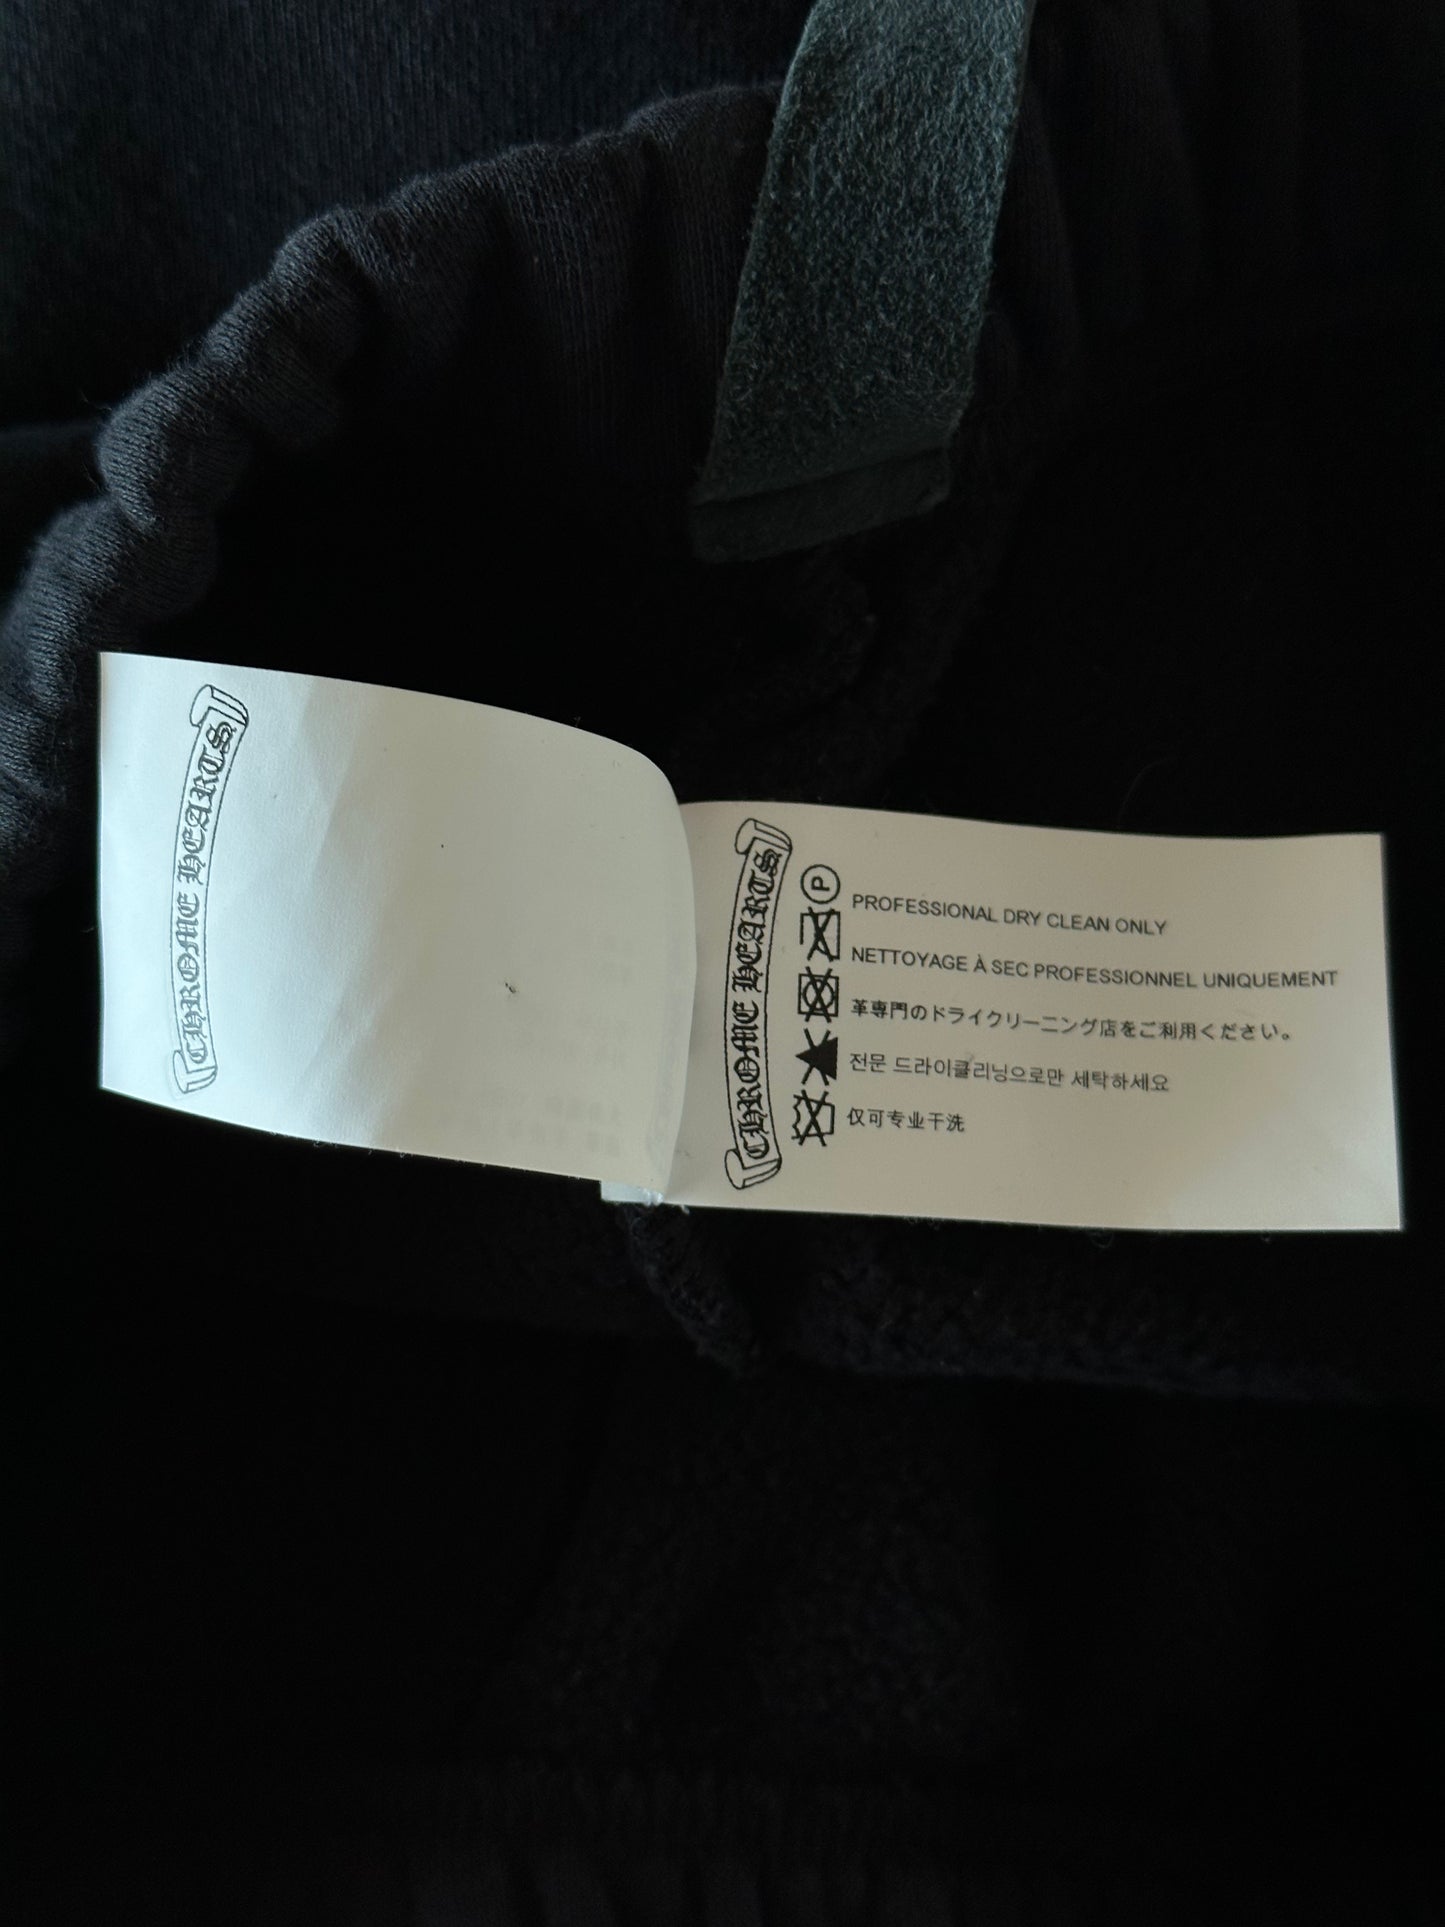 CHROME HEARTS
CHROME HEARTS
P
PROFESSIONAL DRY CLEAN ONLY
NETTOYAGE À SEC PROFESSIONNEL UNIQUEMENT
革専門のドライクリーニング店をご利用ください。
전문 드라이클리닝으로만 세탁하세요
仅可专业干洗